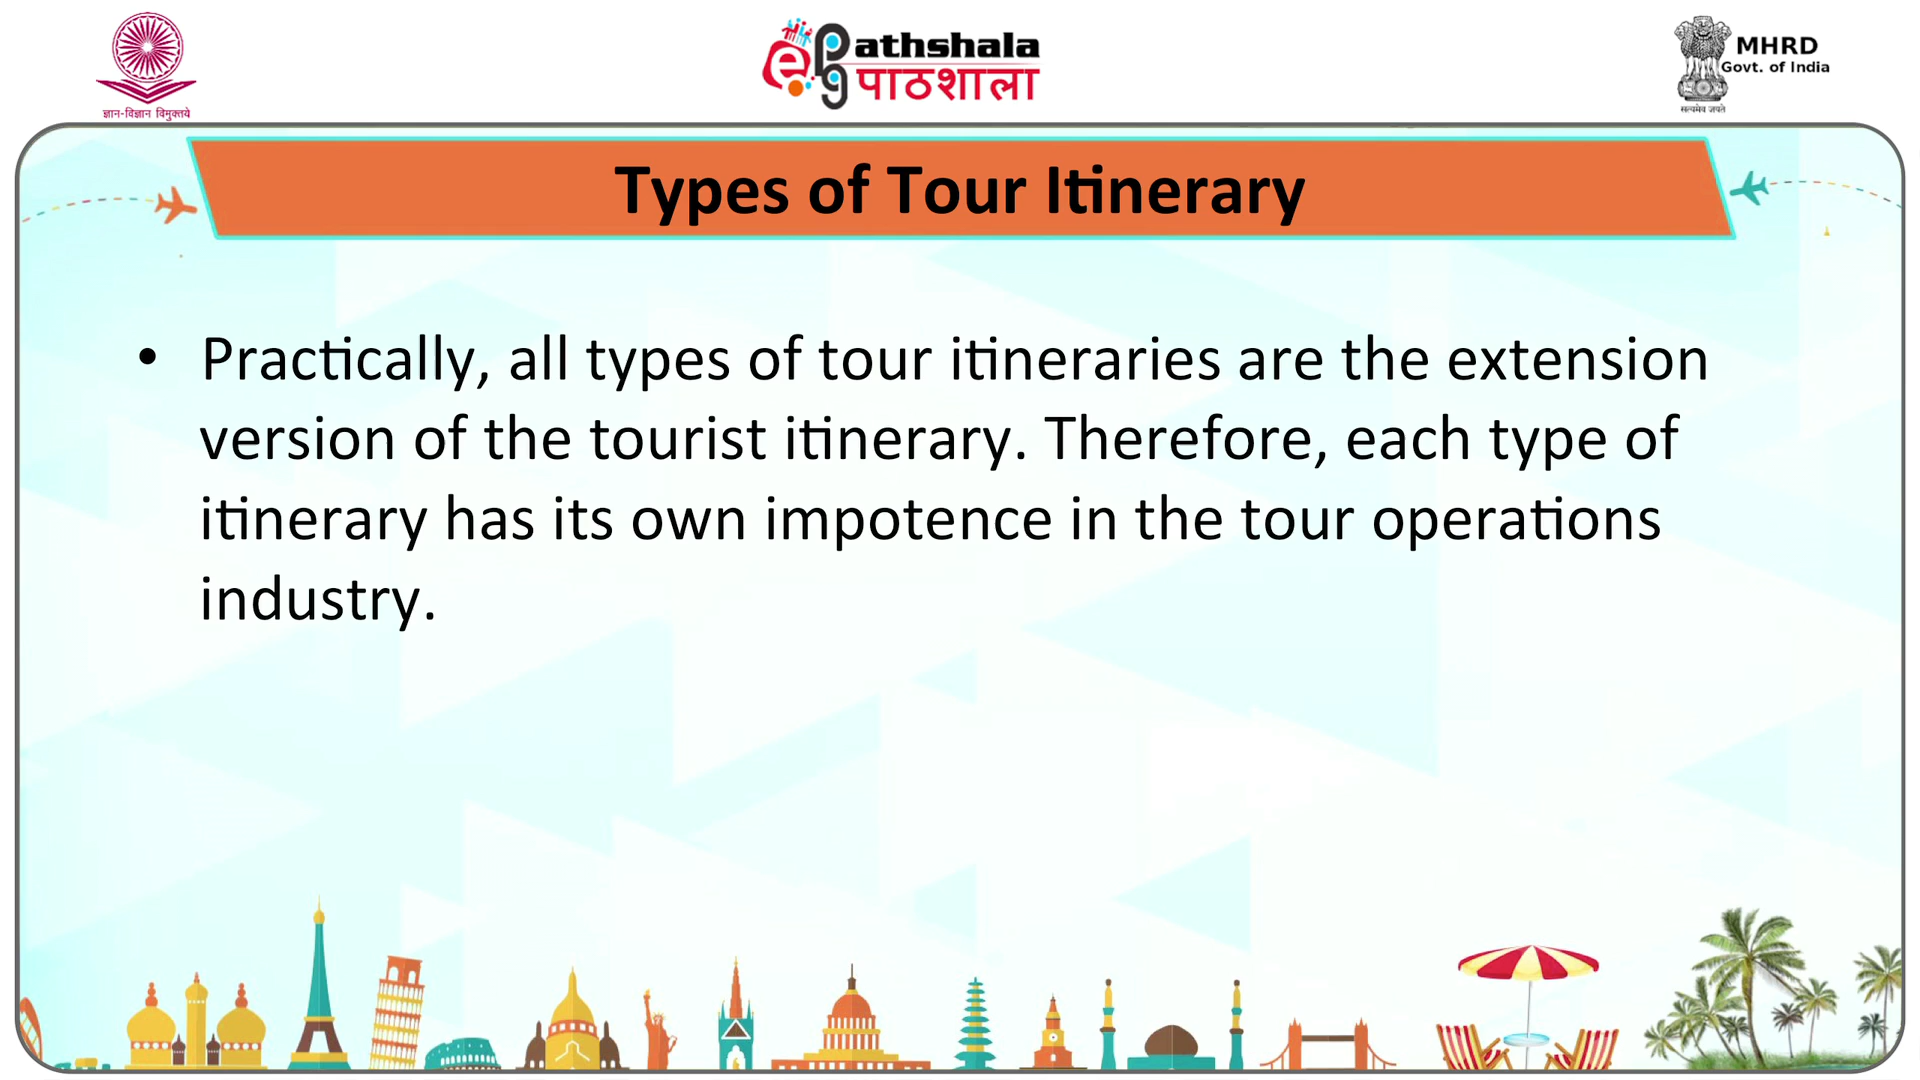 ज्ञान-विज्ञान विमुक्तये
ePG Pathshala
पाठशाला
MHRD
Govt. of India
सत्यमेव जयते
Types of Tour Itinerary
• Practically, all types of tour itineraries are the extension
version of the tourist itinerary. Therefore, each type of
itinerary has its own impotence in the tour operations
industry.